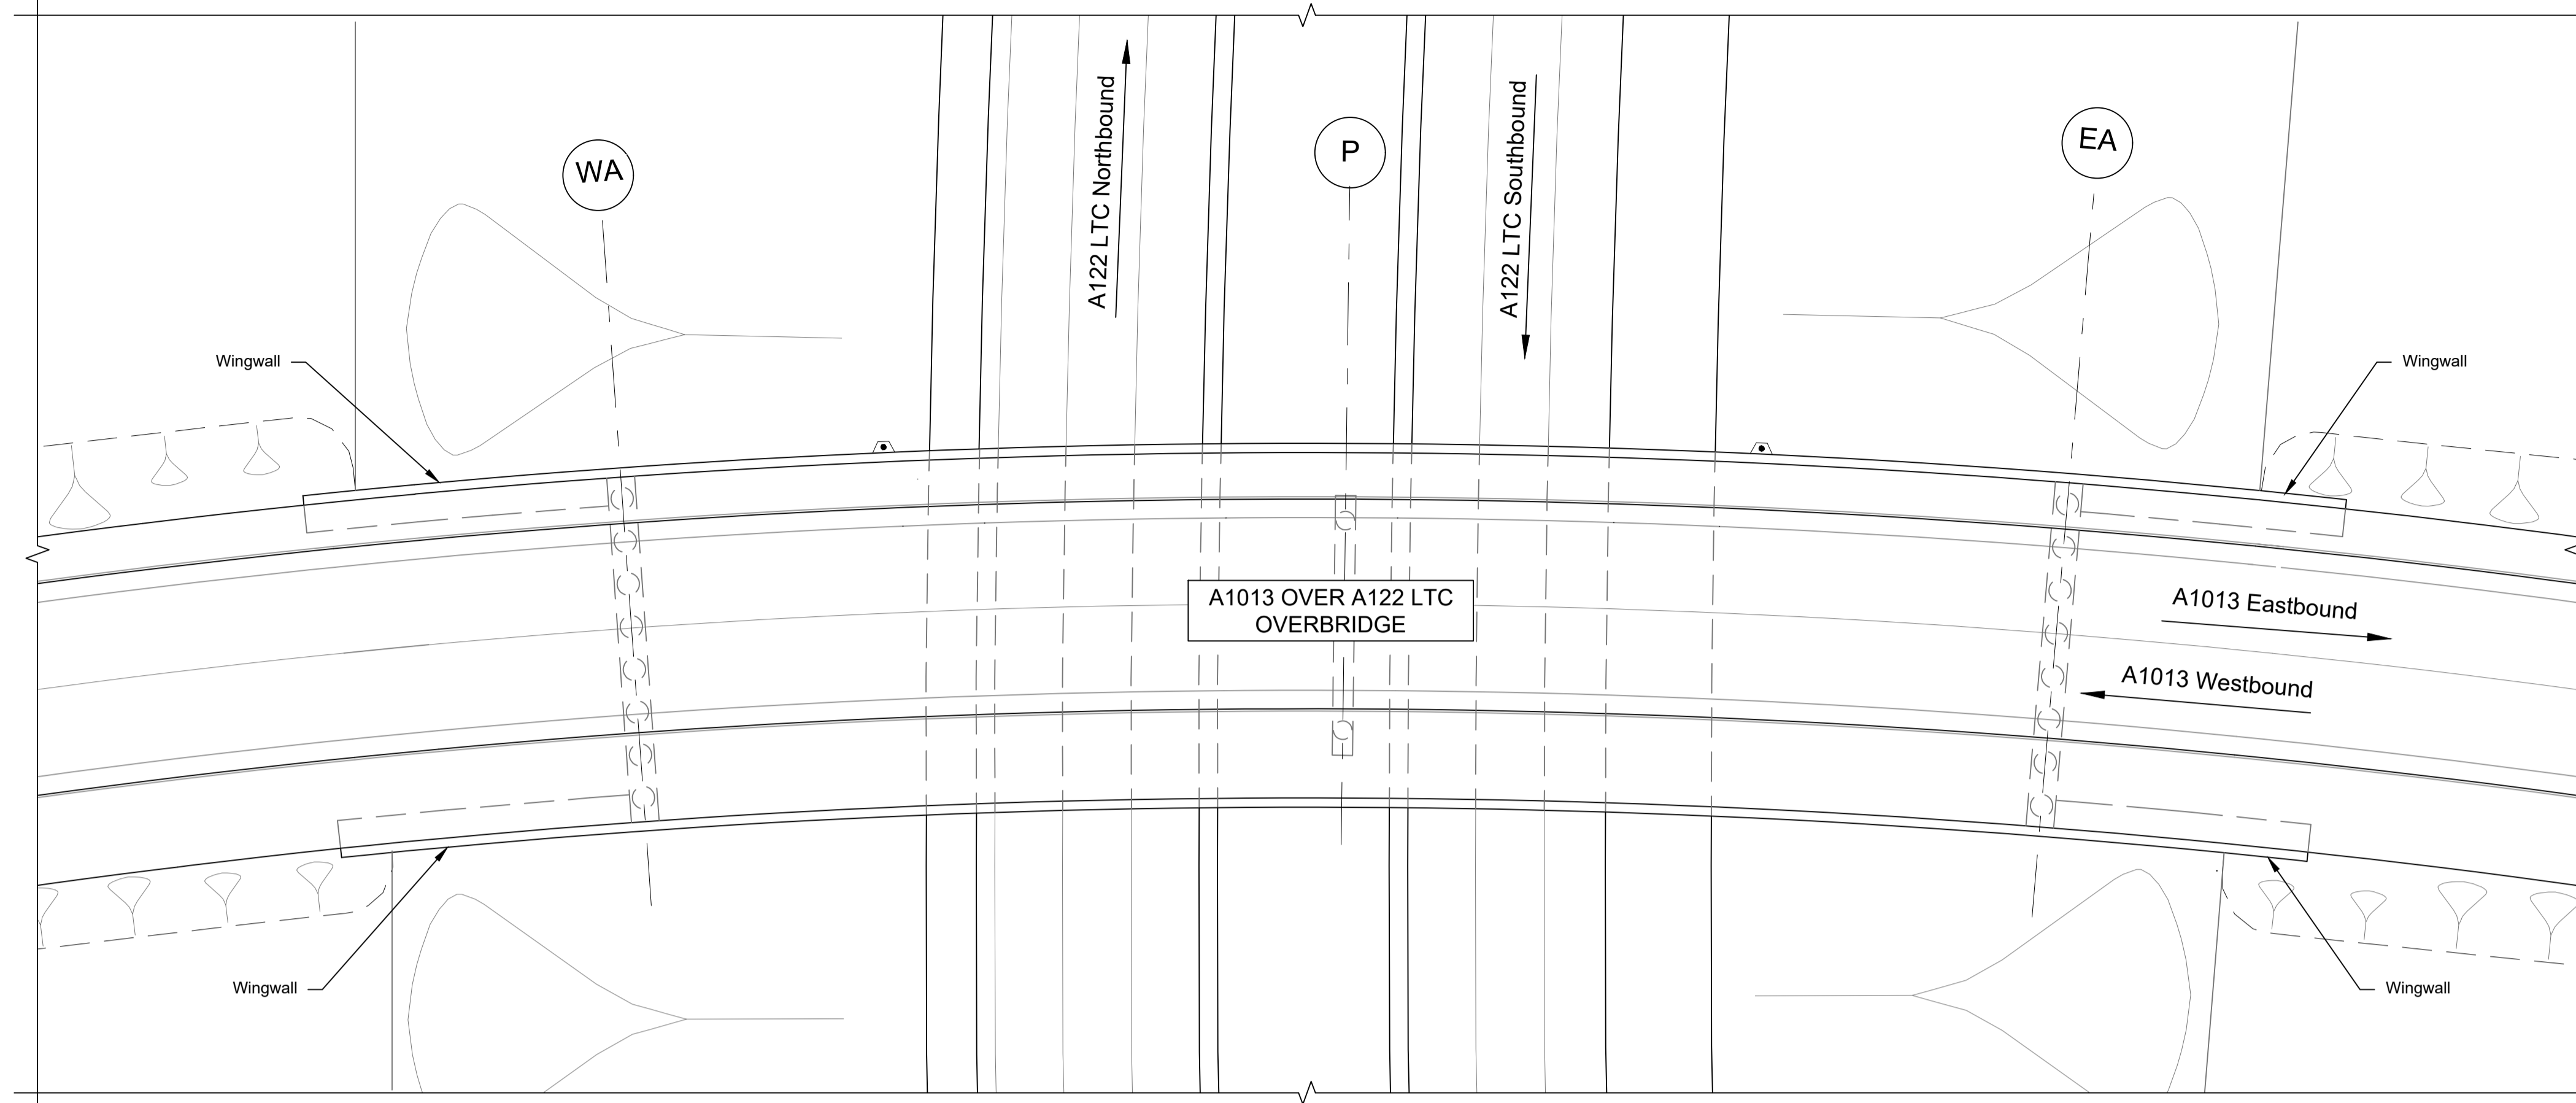 A122 LTC Northbound
A122 LTC Southbound
WA
P
EA
Wingwall
Wingwall
A1013 OVER A122 LTC
OVERBRIDGE
A1013 Eastbound
A1013 Westbound
Wingwall
Wingwall